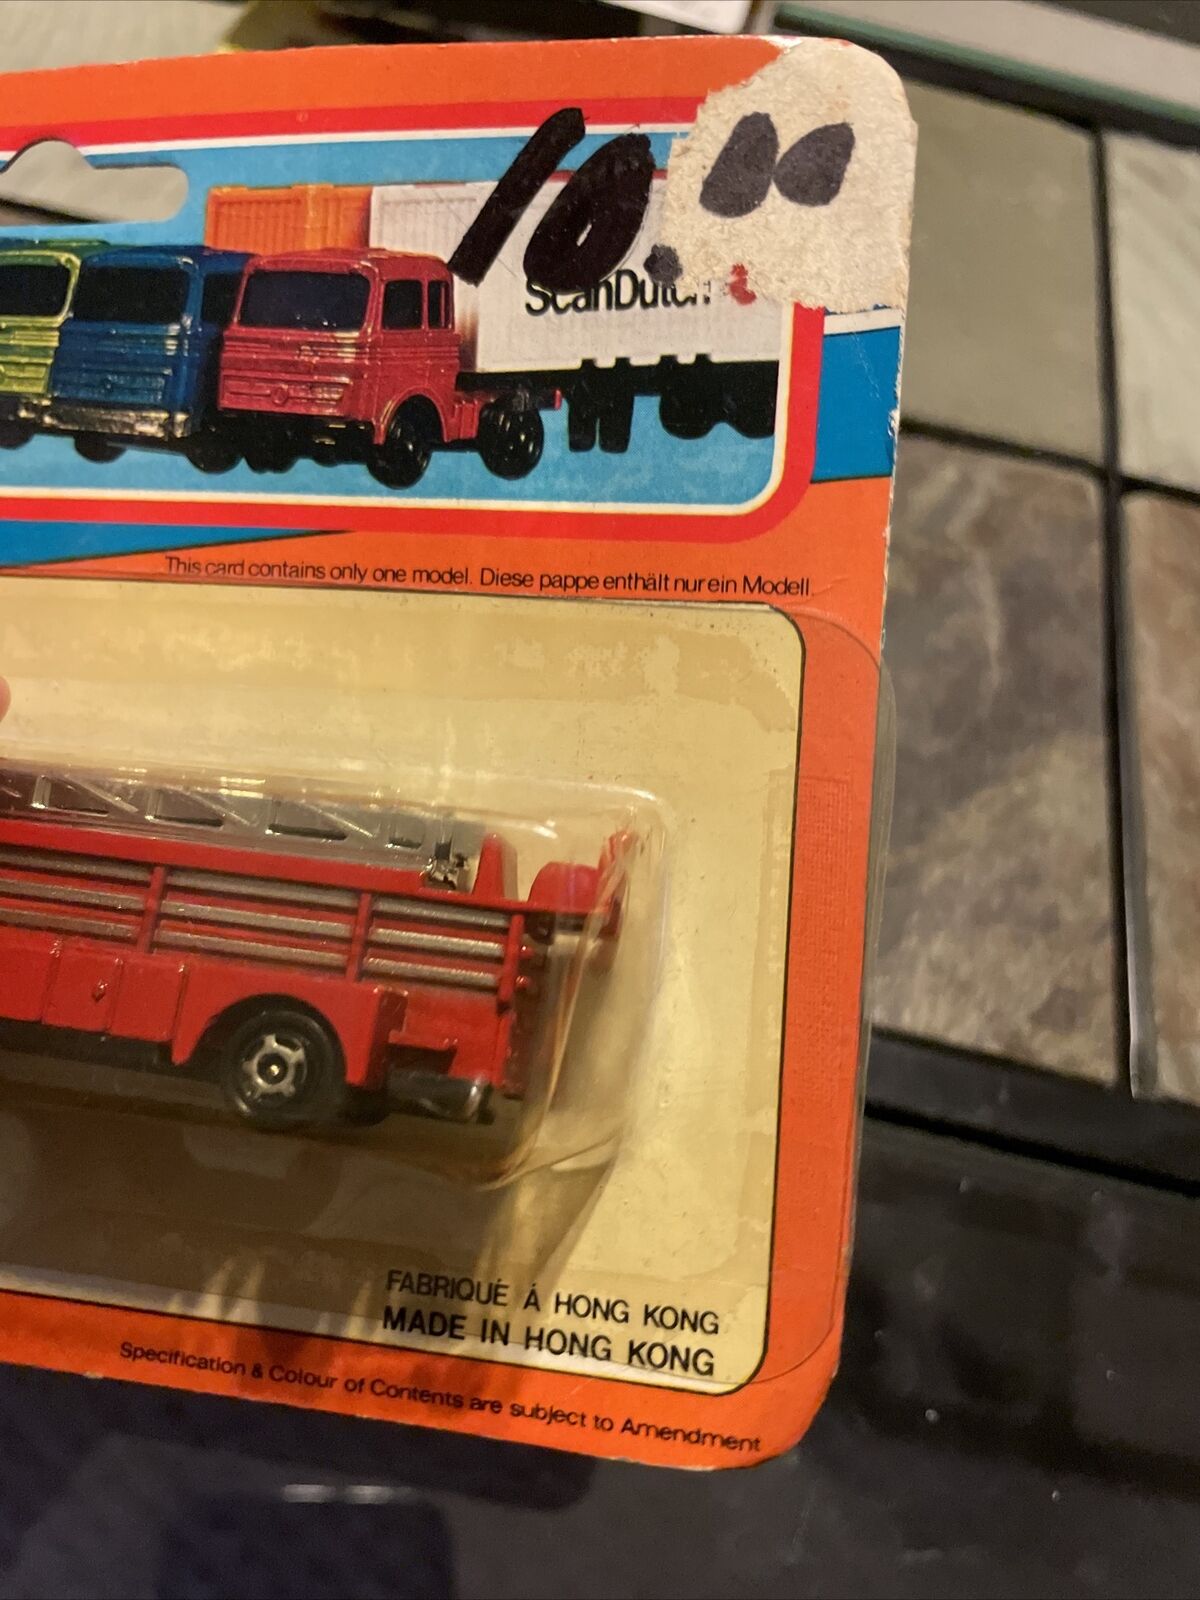 10.00
ScanDutch
This card contains only one model. Diese pappe enthält nur ein Modell.
FABRIQUÉ Á HONG KONG
MADE IN HONG KONG
Specification & Colour of Contents are subject to Amendment